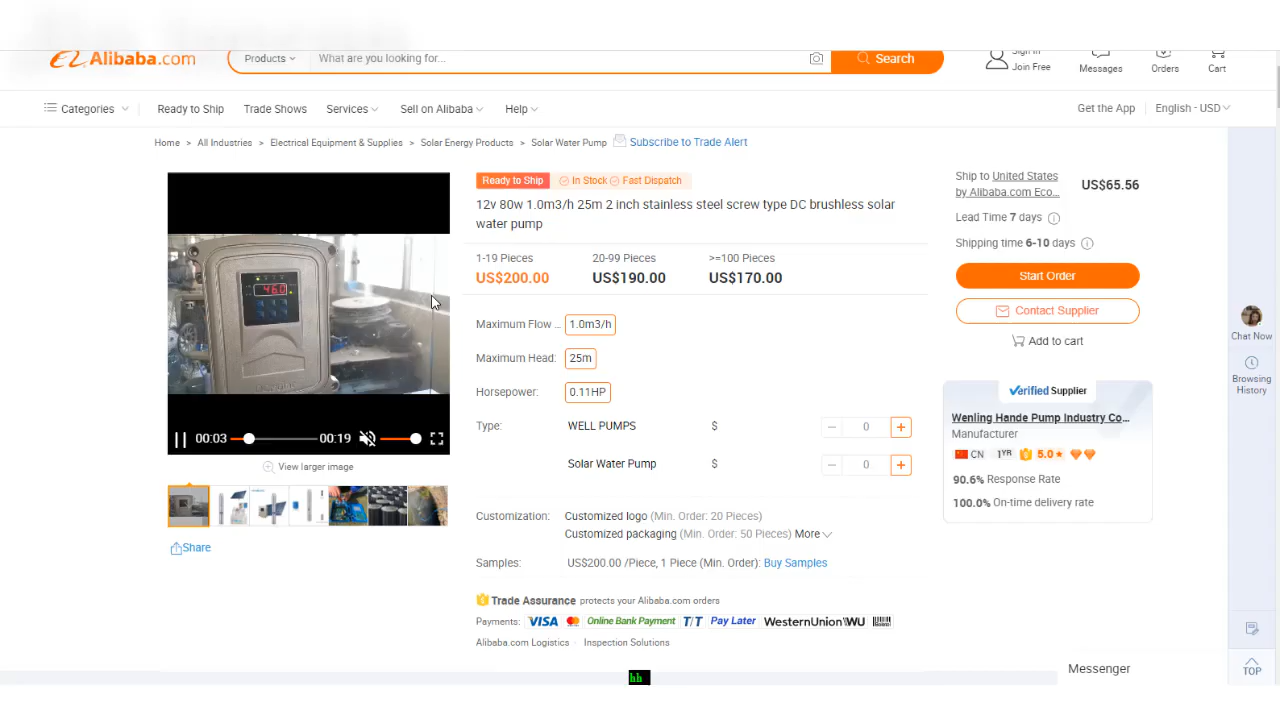 Alibaba.com
Products
What are you looking for...
Search
Sign In
Join Free
Messages
Orders
Cart
Categories
Ready to Ship
Trade Shows
Services
Sell on Alibaba
Help
Get the App
English - USD
Home > All Industries > Electrical Equipment & Supplies > Solar Energy Products > Solar Water Pump
Subscribe to Trade Alert
Ready to Ship
In Stock
Fast Dispatch
12v 80w 1.0m3/h 25m 2 inch stainless steel screw type DC brushless solar
water pump
1-19 Pieces
20-99 Pieces
>=100 Pieces
US$200.00
US$190.00
US$170.00
Maximum Flow ...
1.0m3/h
Maximum Head:
25m
Horsepower:
0.11HP
Type:
WELL PUMPS
$
- 0 +
Solar Water Pump
$
- 0 +
Customization:
Customized logo (Min. Order: 20 Pieces)
Customized packaging (Min. Order: 50 Pieces) More
Samples:
US$200.00 /Piece, 1 Piece (Min. Order): Buy Samples
Trade Assurance protects your Alibaba.com orders
Payments: VISA Online Bank Payment T/T Pay Later WesternUnion WU
Alibaba.com Logistics · Inspection Solutions
460
00:03
00:19
View larger image
Share
Ship to United States
by Alibaba.com Eco...
US$65.56
Lead Time 7 days
Shipping time 6-10 days
Start Order
Contact Supplier
Add to cart
Verified Supplier
Wenling Hande Pump Industry Co...
Manufacturer
CN 1YR 5.0
90.6% Response Rate
100.0% On-time delivery rate
Chat Now
Browsing
History
TOP
Messenger
hh